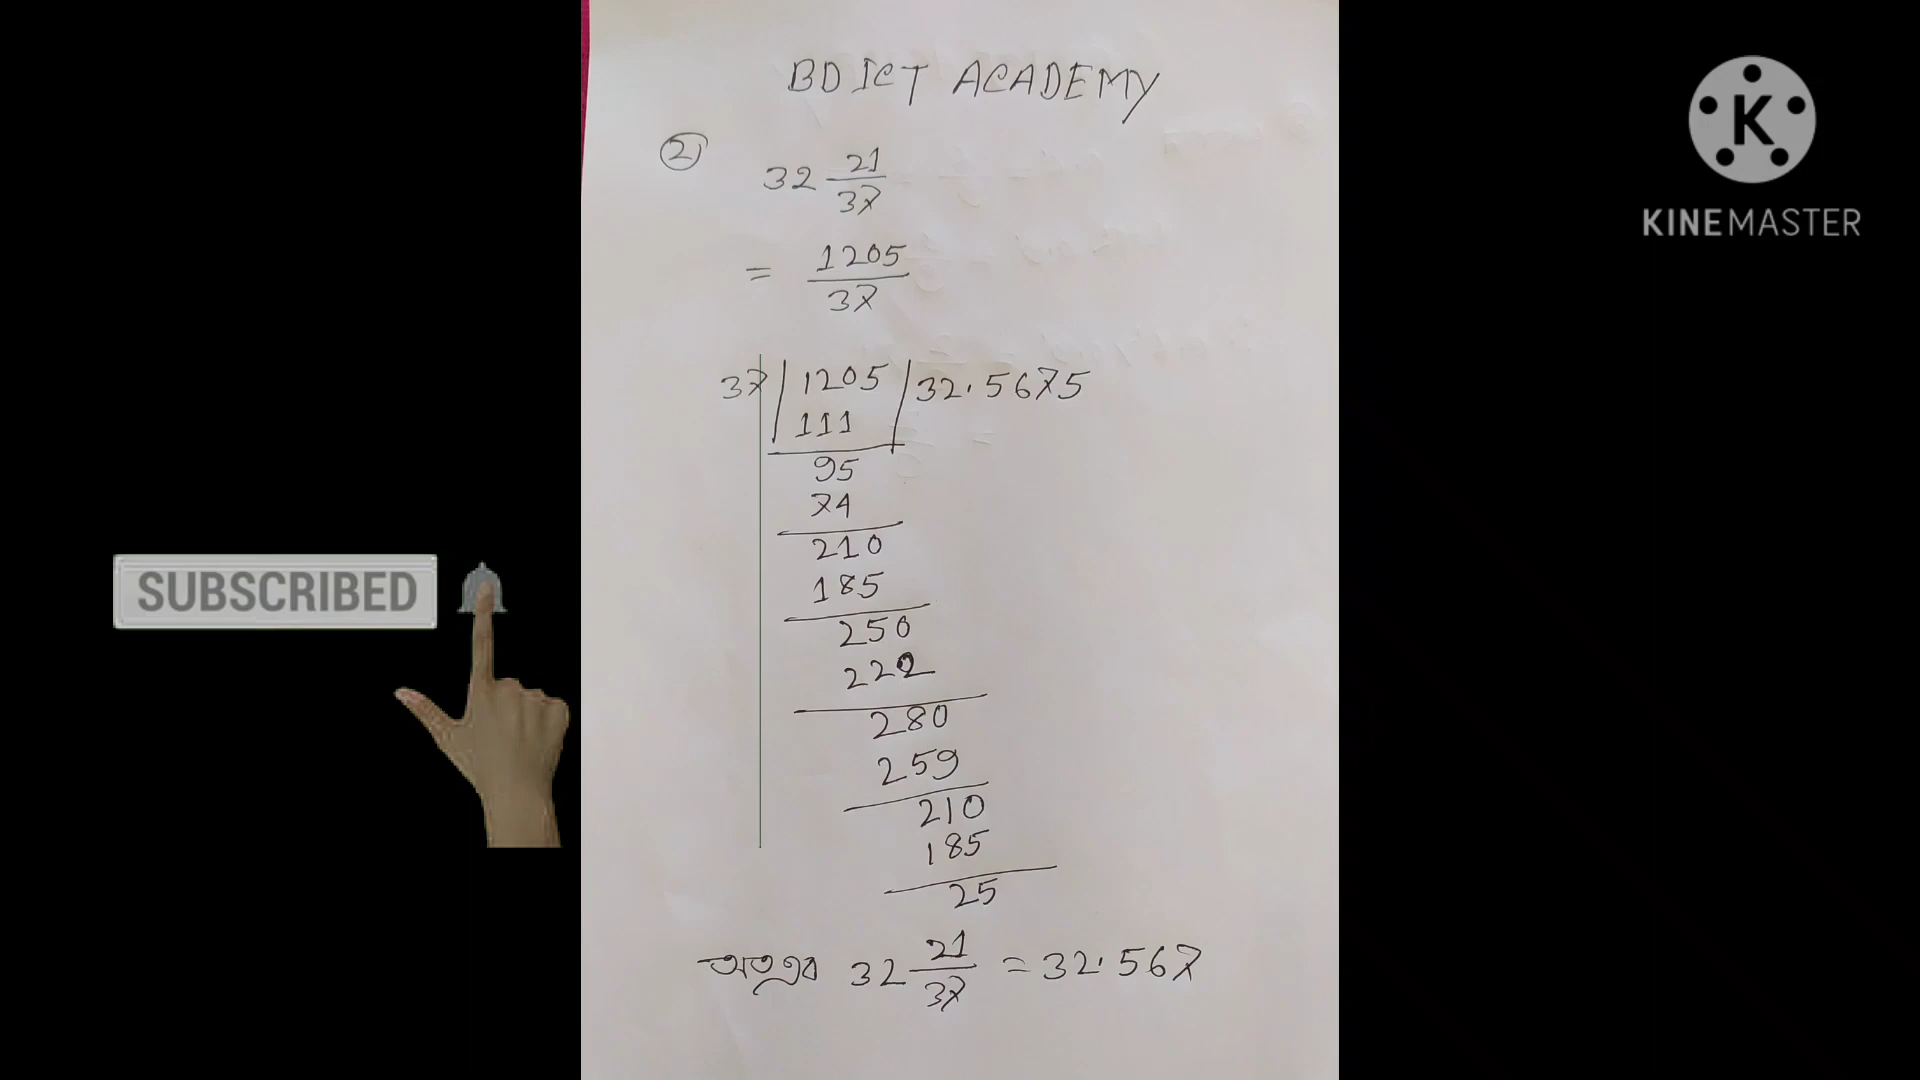 BD ICT ACADEMY
2)
32 21/37
= 1205/37
37 | 1205 | 32.5675
111
95
74
210
185
250
222
280
259
210
185
25
অতএব 32 21/37 = 32.567
SUBSCRIBED
K
KINEMASTER